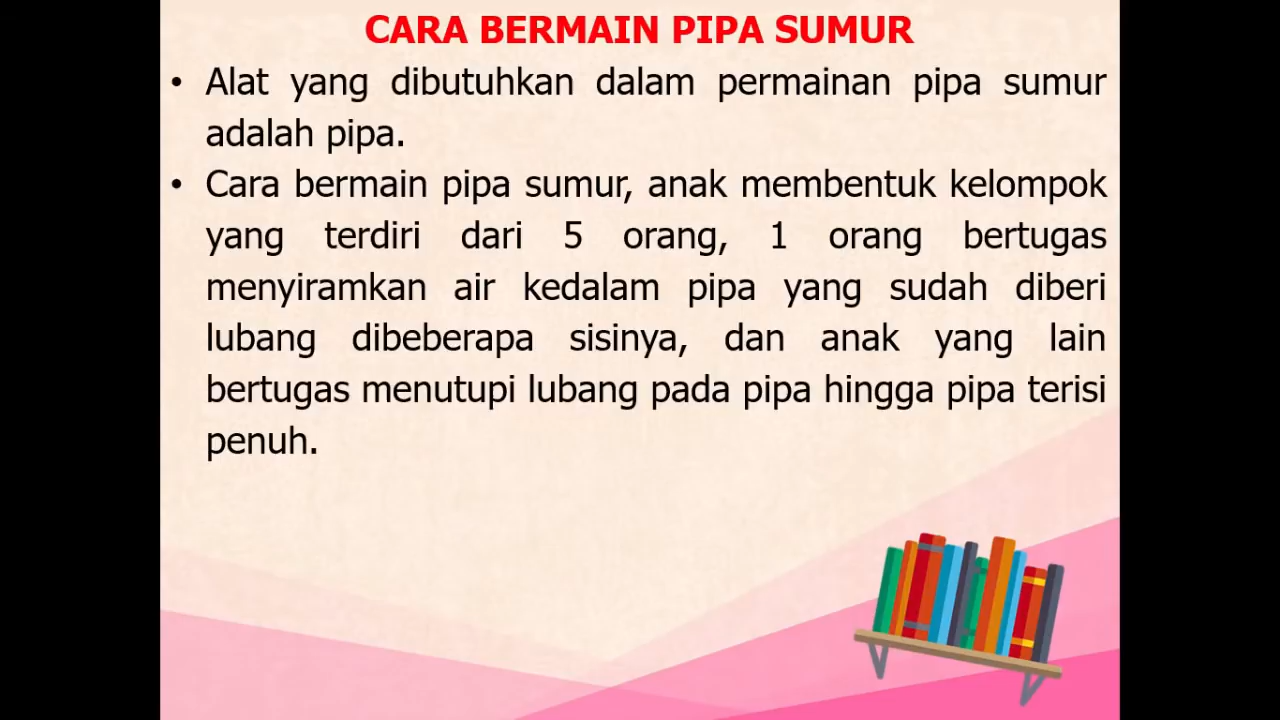 CARA BERMAIN PIPA SUMUR
• Alat yang dibutuhkan dalam permainan pipa sumur
adalah pipa.
• Cara bermain pipa sumur, anak membentuk kelompok
yang terdiri dari 5 orang, 1 orang bertugas
menyiramkan air kedalam pipa yang sudah diberi
lubang dibeberapa sisinya, dan anak yang lain
bertugas menutupi lubang pada pipa hingga pipa terisi
penuh.